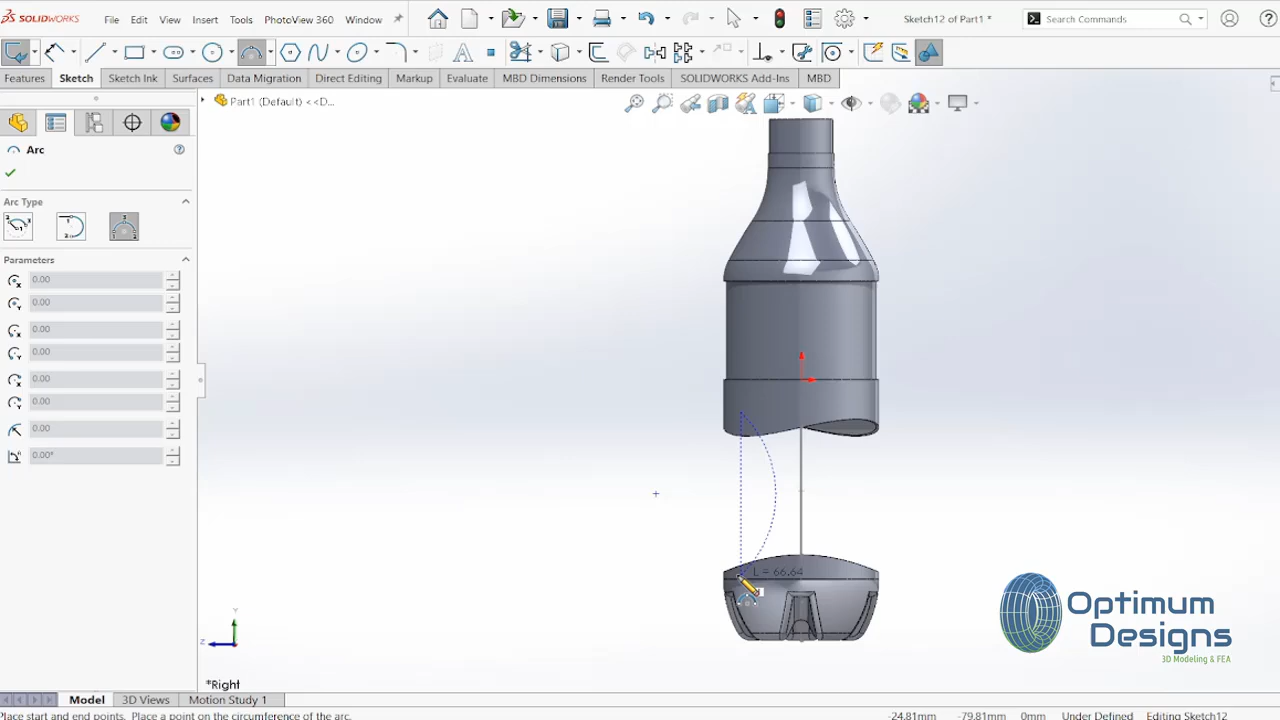 SOLIDWORKS
File
Edit
View
Insert
Tools
PhotoView 360
Window
Sketch12 of Part1 *
Search Commands
Features
Sketch
Sketch Ink
Surfaces
Data Migration
Direct Editing
Markup
Evaluate
MBD Dimensions
Render Tools
SOLIDWORKS Add-Ins
MBD
Part1 (Default) <<D...
Arc
Arc Type
Parameters
0.00
0.00
0.00
0.00
0.00
0.00
0.00
0.00°
L = 66.64
Y
Z
*Right
Optimum
Designs
3D Modeling & FEA
Model
3D Views
Motion Study 1
Place start and end points. Place a point on the circumference of the arc.
-24.81mm
-79.81mm
0mm
Under Defined
Editing Sketch12